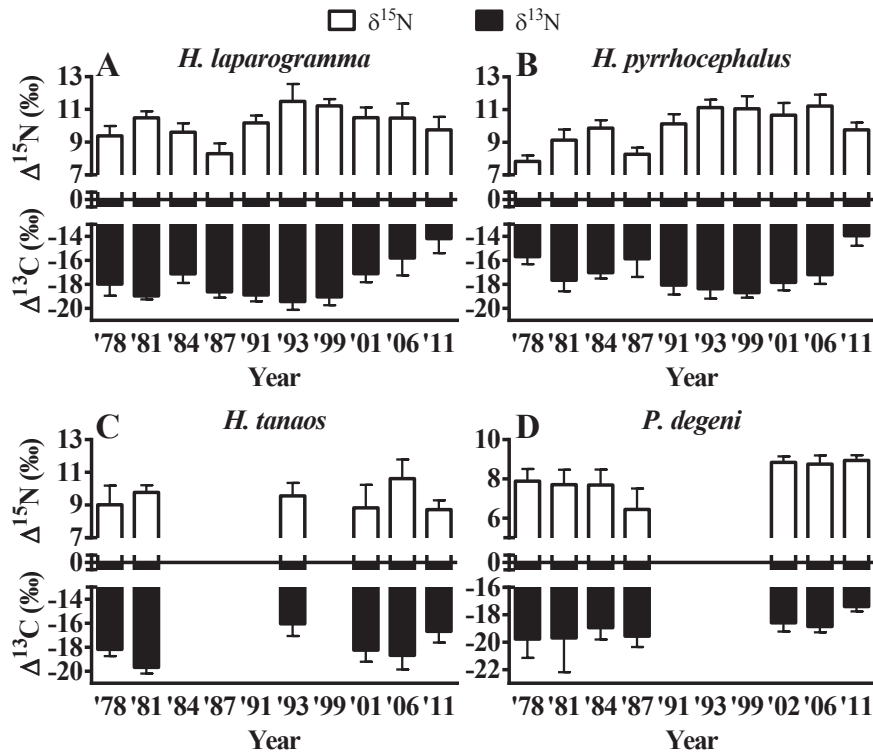 δ15N δ13N
A H. laparogramma
B H. pyrrhocephalus
Δ15N (‰)
13
11
9
7
0
Δ13C (‰)
-14
-16
-18
-20
'78 '81 '84 '87 '91 '93 '99 '01 '06 '11
Year
13
11
9
7
0
-14
-16
-18
-20
'78 '81 '84 '87 '91 '93 '99 '01 '06 '11
Year
C H. tanaos
D P. degeni
Δ15N (‰)
13
11
9
7
0
Δ13C (‰)
-14
-16
-18
-20
'78 '81 '84 '87 '91 '93 '99 '01 '06 '11
Year
10
8
6
0
-16
-18
-20
-22
'78 '81 '84 '87 '91 '93 '99 '02 '06 '11
Year